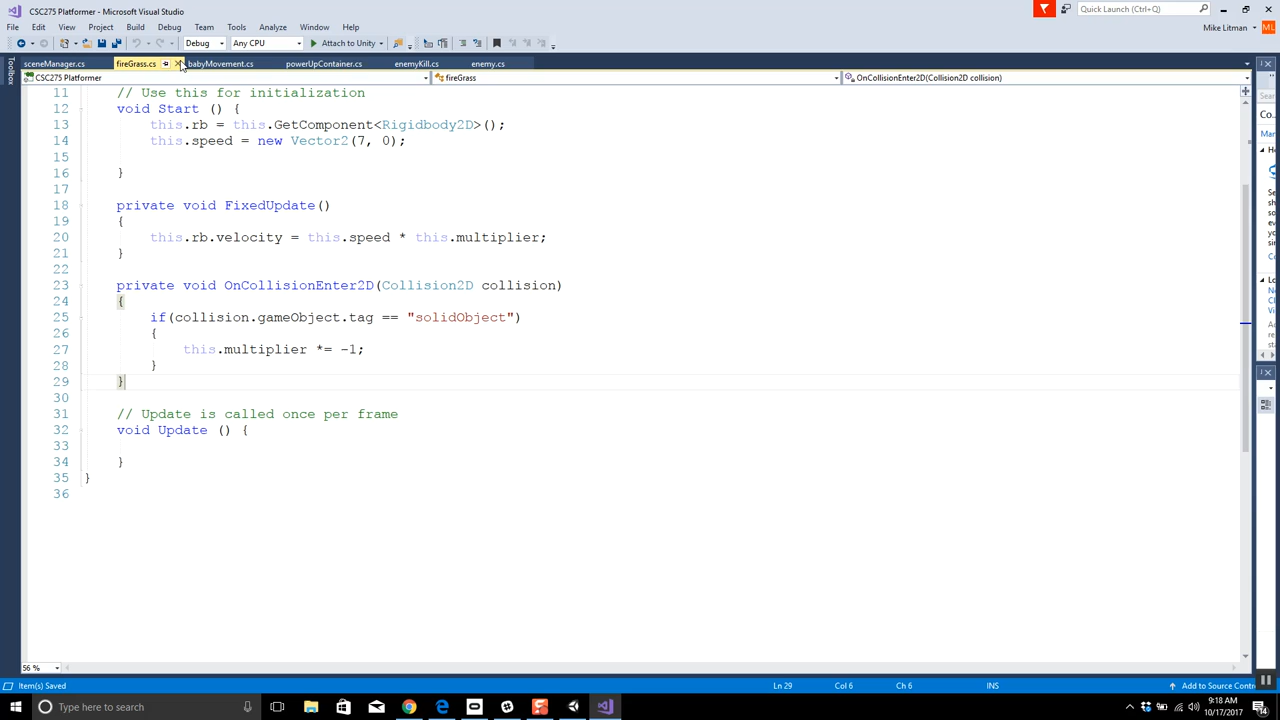 CSC275 Platformer - Microsoft Visual Studio
Quick Launch (Ctrl+Q)
File Edit View Project Build Debug Team Tools Analyze Window Help
Mike Litman ML
Debug Any CPU Attach to Unity
Toolbox
sceneManager.cs fireGrass.cs babyMovement.cs powerUpContainer.cs enemyKill.cs enemy.cs
CSC275 Platformer fireGrass OnCollisionEnter2D(Collision2D collision)
11 // Use this for initialization
12 void Start () {
13 this.rb = this.GetComponent<Rigidbody2D>();
14 this.speed = new Vector2(7, 0);
15
16 }
17
18 private void FixedUpdate()
19 {
20 this.rb.velocity = this.speed * this.multiplier;
21 }
22
23 private void OnCollisionEnter2D(Collision2D collision)
24 {
25 if(collision.gameObject.tag == "solidObject")
26 {
27 this.multiplier *= -1;
28 }
29 }
30
31 // Update is called once per frame
32 void Update () {
33
34 }
35 }
36
56 %
Item(s) Saved Ln 29 Col 6 Ch 6 INS Add to Source Contr
Type here to search
9:18 AM
10/17/2017
14